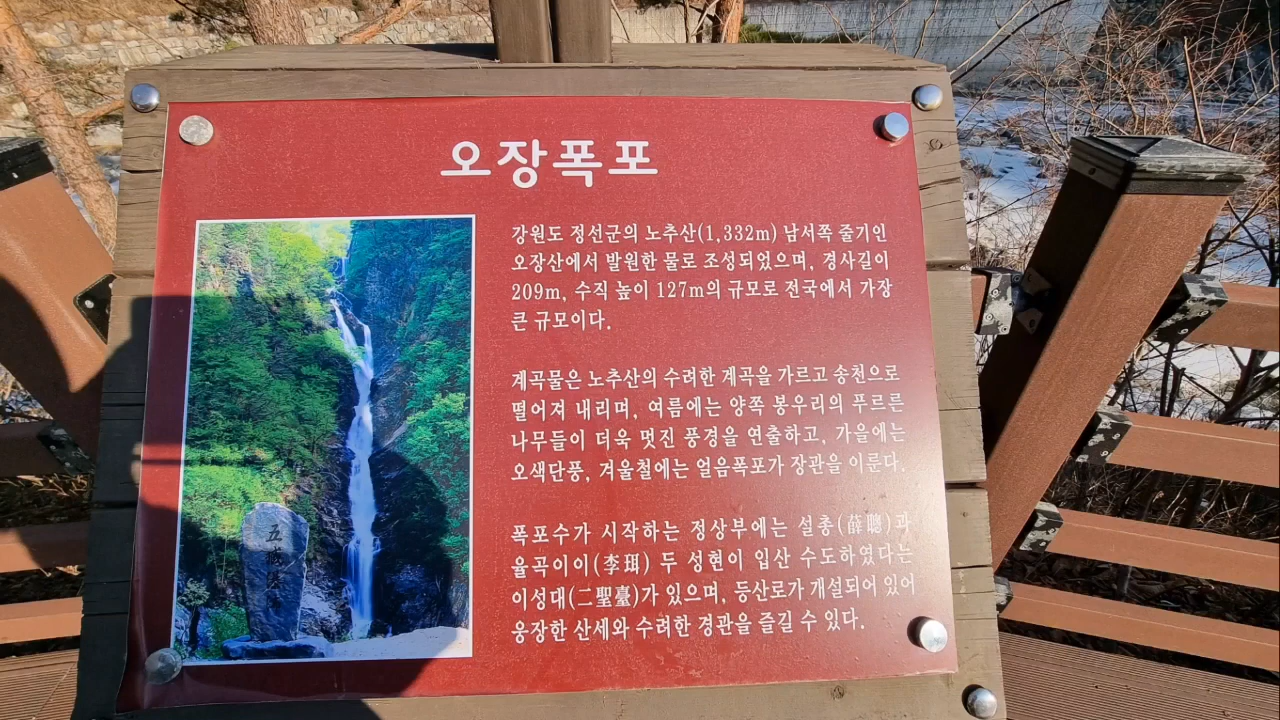 오장폭포
강원도 정선군의 노추산(1,332m) 남서쪽 줄기인
오장산에서 발원한 물로 조성되었으며, 경사길이
209m, 수직 높이 127m의 규모로 전국에서 가장
큰 규모이다.
계곡물은 노추산의 수려한 계곡을 가르고 송천으로
떨어져 내리며, 여름에는 양쪽 봉우리의 푸르른
나무들이 더욱 멋진 풍경을 연출하고, 가을에는
오색단풍, 겨울철에는 얼음폭포가 장관을 이룬다.
폭포수가 시작하는 정상부에는 설총(薛聰)과
율곡이이(李珥) 두 성현이 입산 수도하였다는
이성대(二聖臺)가 있으며, 등산로가 개설되어 있어
웅장한 산세와 수려한 경관을 즐길 수 있다.
五